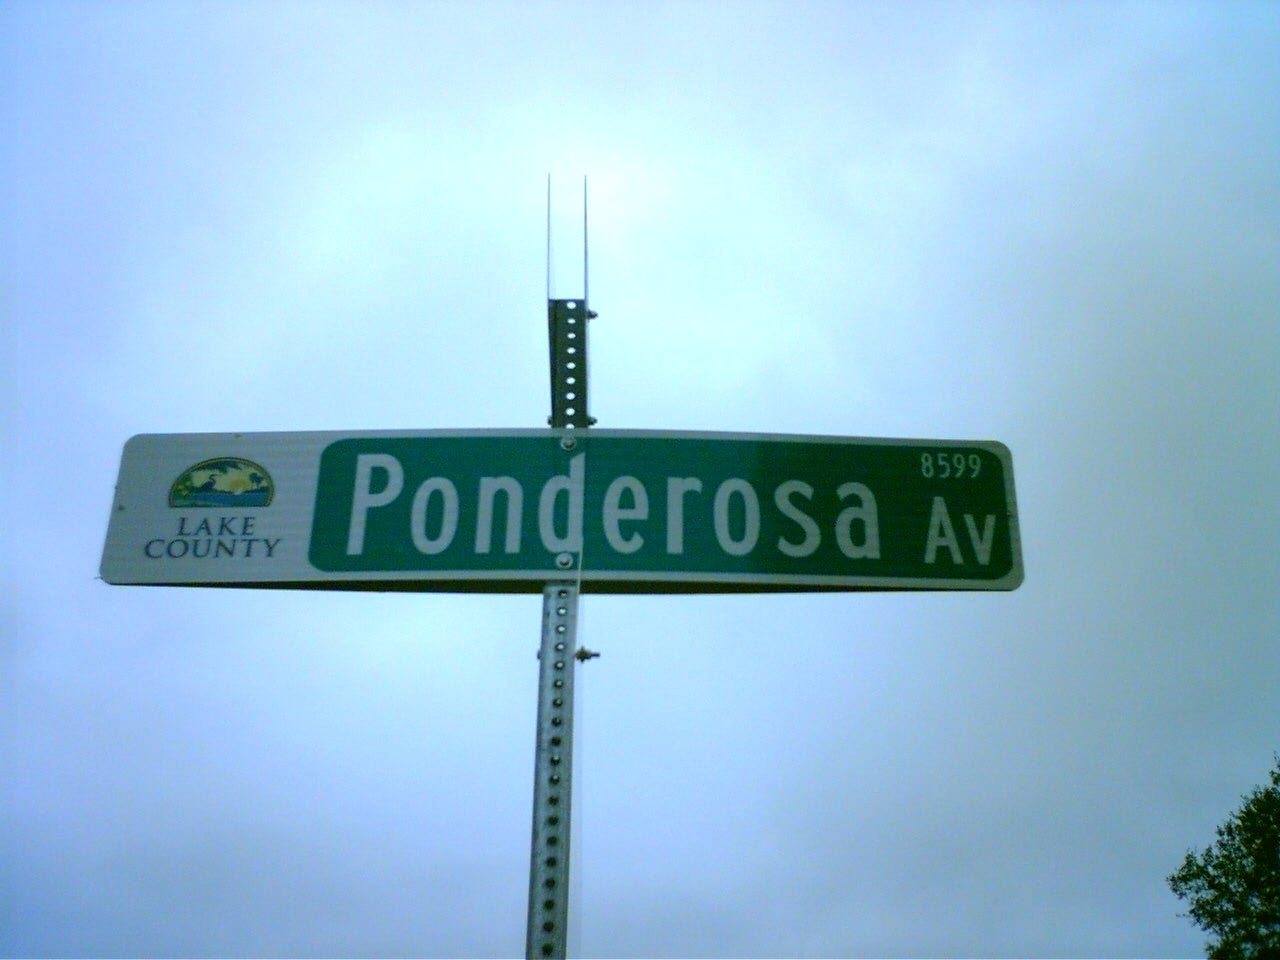 LAKE
COUNTY
Ponderosa Av
8599